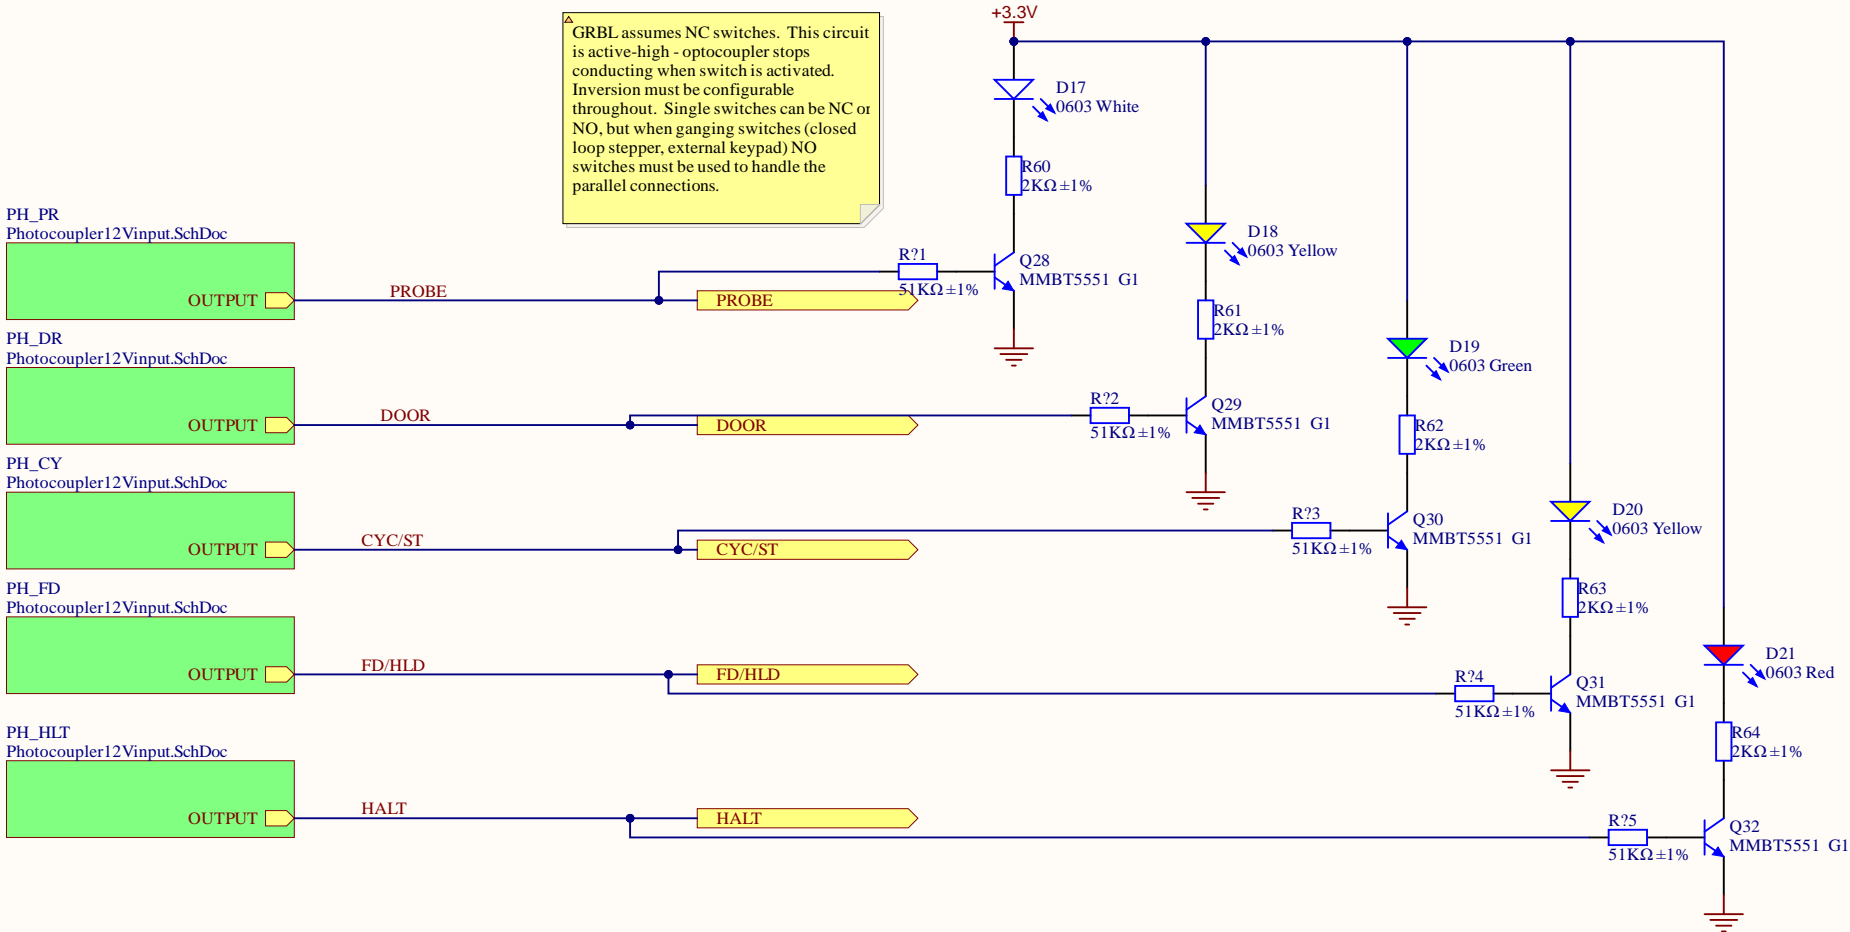 GRBL assumes NC switches.  This circuit
is active-high - optocoupler stops
conducting when switch is activated.
Inversion must be configurable
throughout.  Single switches can be NC or
NO, but when ganging switches (closed
loop stepper, external keypad) NO
switches must be used to handle the
parallel connections.
+3.3V
D17
0603 White
R60
2KΩ ±1%
PH_PR
Photocoupler12Vinput.SchDoc
OUTPUT
PROBE
PROBE
R?1
51KΩ ±1%
Q28
MMBT5551  G1
D18
0603 Yellow
R61
2KΩ ±1%
PH_DR
Photocoupler12Vinput.SchDoc
OUTPUT
DOOR
DOOR
R?2
51KΩ ±1%
Q29
MMBT5551  G1
D19
0603 Green
R62
2KΩ ±1%
PH_CY
Photocoupler12Vinput.SchDoc
OUTPUT
CYC/ST
CYC/ST
R?3
51KΩ ±1%
Q30
MMBT5551  G1
D20
0603 Yellow
R63
2KΩ ±1%
PH_FD
Photocoupler12Vinput.SchDoc
OUTPUT
FD/HLD
FD/HLD
R?4
51KΩ ±1%
Q31
MMBT5551  G1
D21
0603 Red
R64
2KΩ ±1%
PH_HLT
Photocoupler12Vinput.SchDoc
OUTPUT
HALT
HALT
R?5
51KΩ ±1%
Q32
MMBT5551  G1